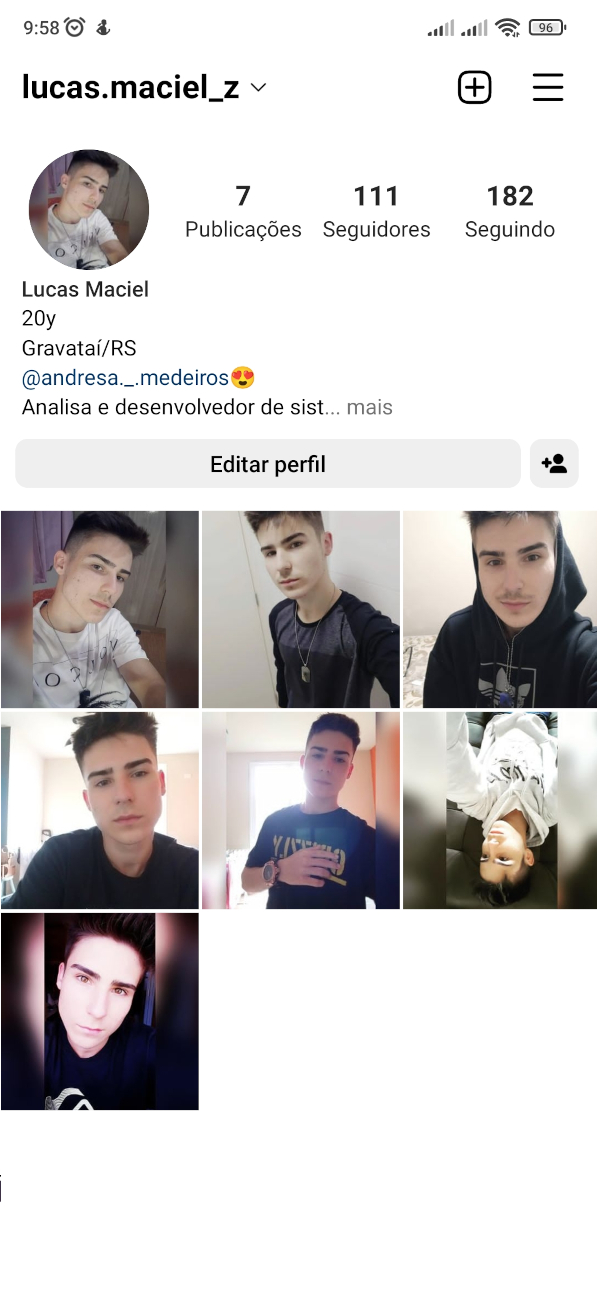 9:58
96
lucas.maciel_z
7
111
182
Publicações
Seguidores
Seguindo
Lucas Maciel
20y
Gravataí/RS
@andresa._.medeiros😍
Analisa e desenvolvedor de sist... mais
Editar perfil